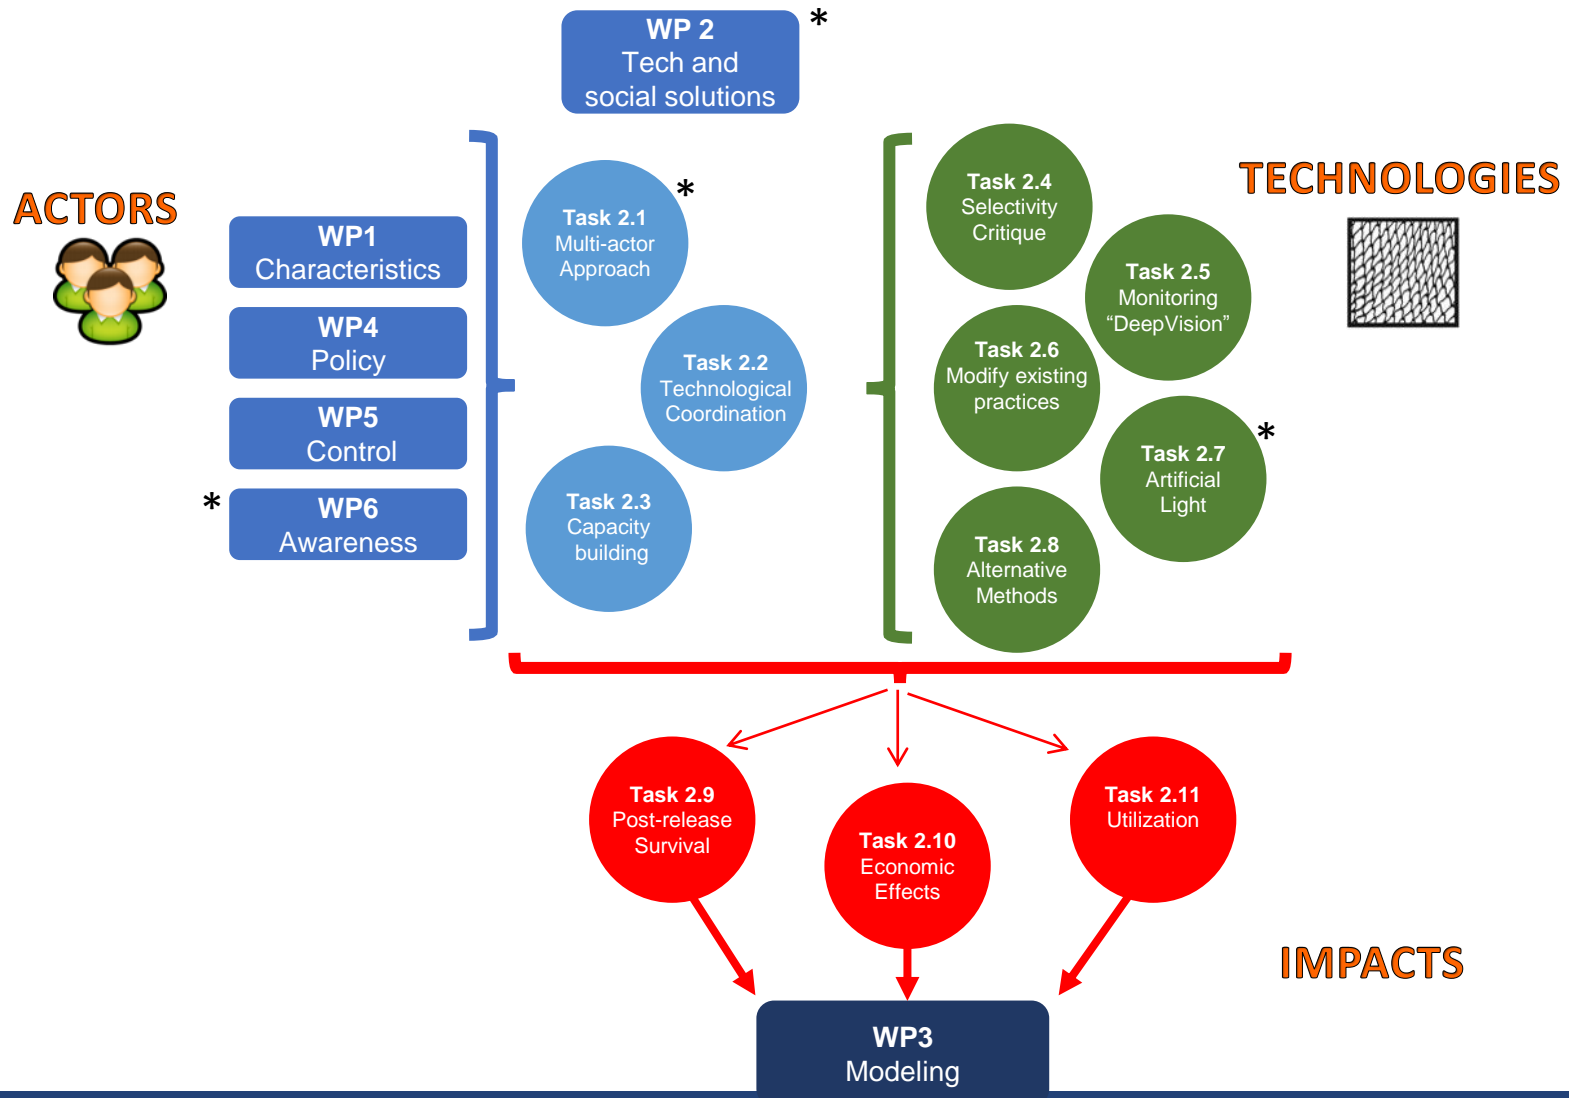 WP 2 *
Tech and
social solutions
ACTORS
WP1
Characteristics
WP4
Policy
WP5
Control
* WP6
Awareness
Task 2.1 *
Multi-actor
Approach
Task 2.2
Technological
Coordination
Task 2.3
Capacity
building
Task 2.4
Selectivity
Critique
Task 2.5
Monitoring
“DeepVision”
Task 2.6
Modify existing
practices
Task 2.7 *
Artificial
Light
Task 2.8
Alternative
Methods
TECHNOLOGIES
Task 2.9
Post-release
Survival
Task 2.10
Economic
Effects
Task 2.11
Utilization
IMPACTS
WP3
Modeling